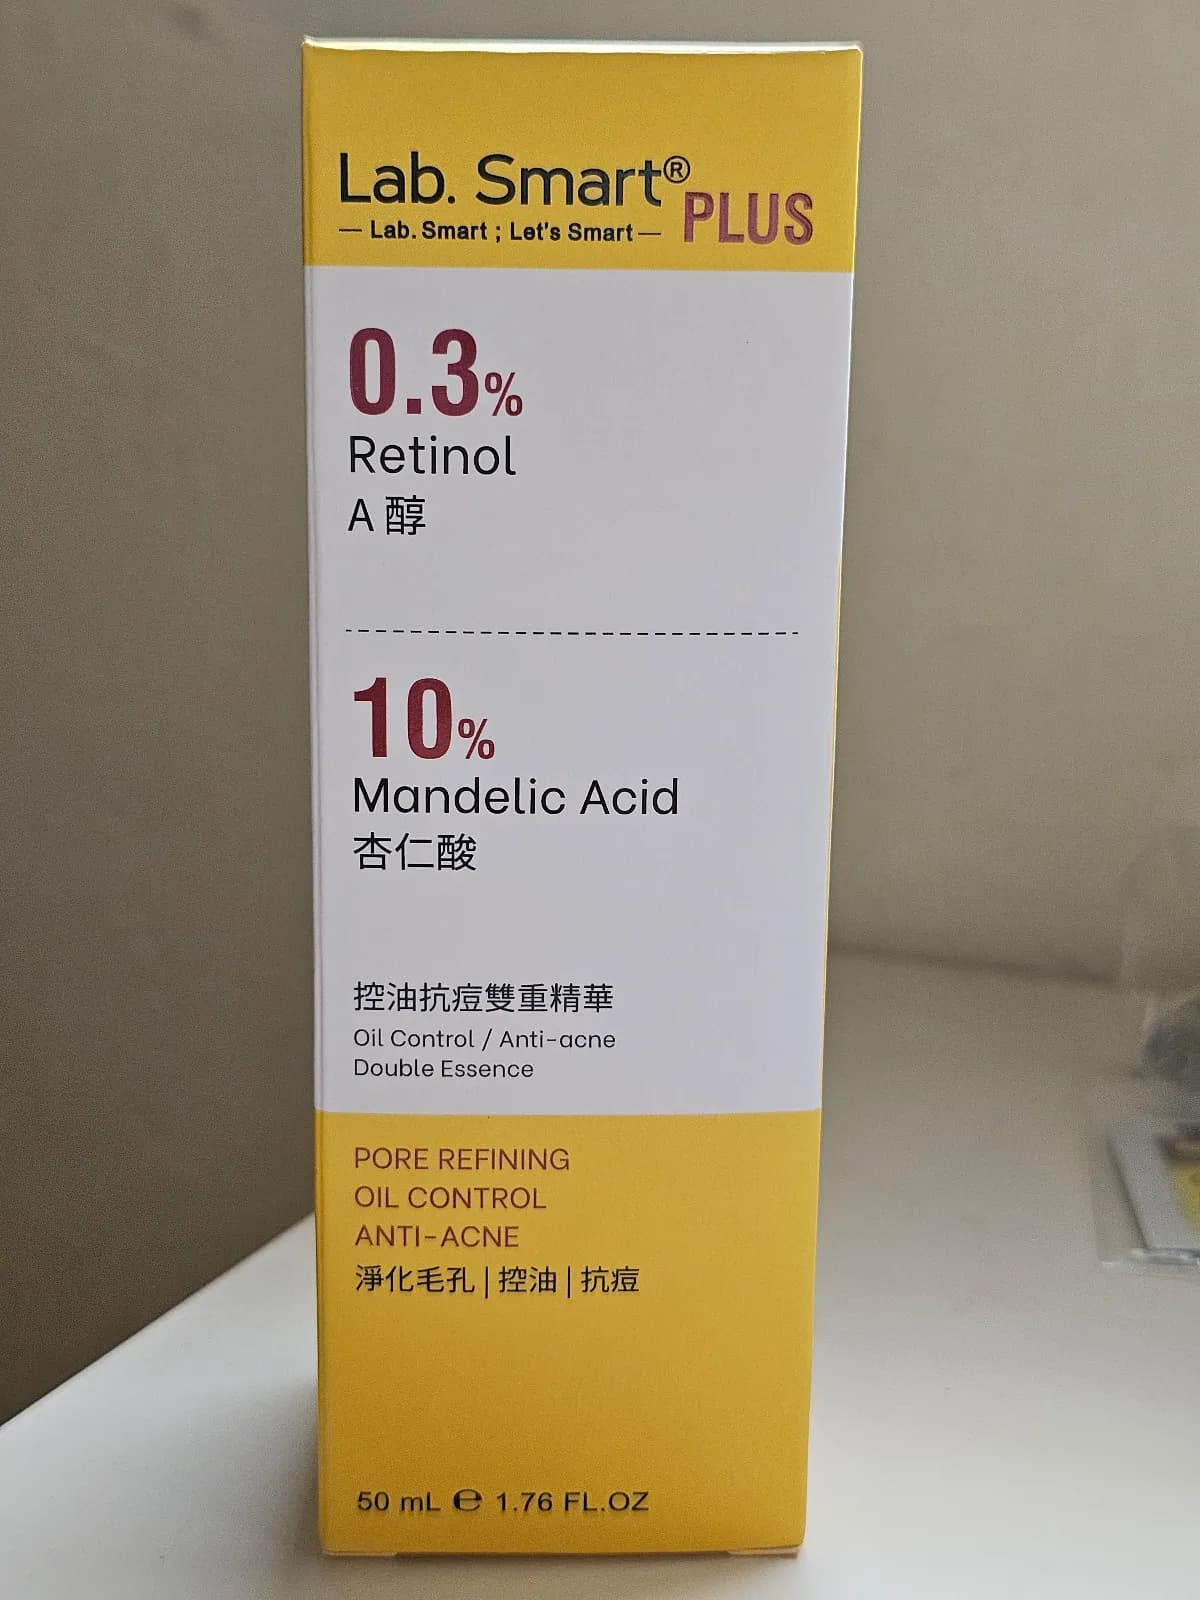 Lab. Smart® PLUS
— Lab. Smart ; Let's Smart —
0.3%
Retinol
A 醇
10%
Mandelic Acid
杏仁酸
控油抗痘雙重精華
Oil Control / Anti-acne
Double Essence
PORE REFINING
OIL CONTROL
ANTI-ACNE
淨化毛孔 | 控油 | 抗痘
50 mL ℮ 1.76 FL.OZ